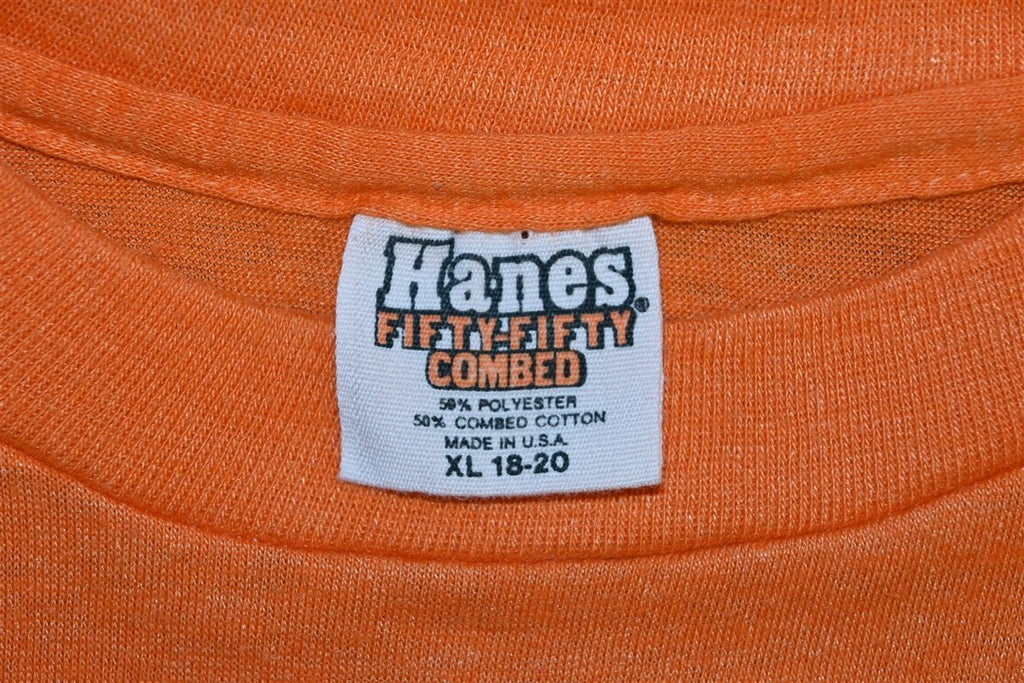 Hanes®
FIFTY-FIFTY
COMBED
50% POLYESTER
50% COMBED COTTON
MADE IN U.S.A.
XL 18-20